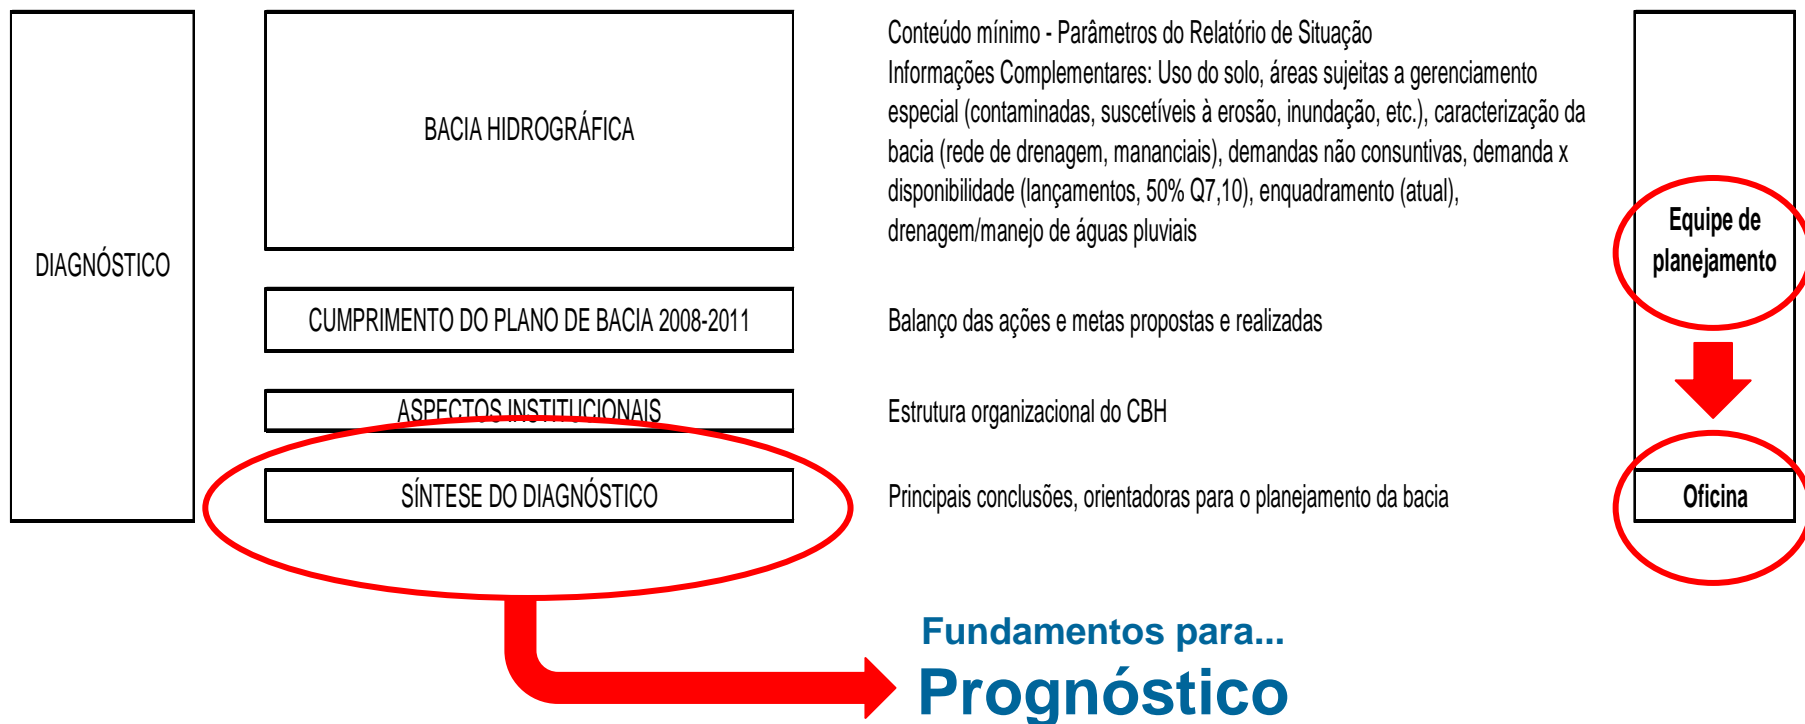 DIAGNÓSTICO
BACIA HIDROGRÁFICA
Conteúdo mínimo - Parâmetros do Relatório de Situação
Informações Complementares: Uso do solo, áreas sujeitas a gerenciamento
especial (contaminadas, suscetíveis à erosão, inundação, etc.), caracterização da
bacia (rede de drenagem, mananciais), demandas não consuntivas, demanda x
disponibilidade (lançamentos, 50% Q7,10), enquadramento (atual),
drenagem/manejo de águas pluviais
CUMPRIMENTO DO PLANO DE BACIA 2008-2011
Balanço das ações e metas propostas e realizadas
ASPECTOS INSTITUCIONAIS
Estrutura organizacional do CBH
SÍNTESE DO DIAGNÓSTICO
Principais conclusões, orientadoras para o planejamento da bacia
Equipe de
planejamento
Oficina
Fundamentos para...
Prognóstico